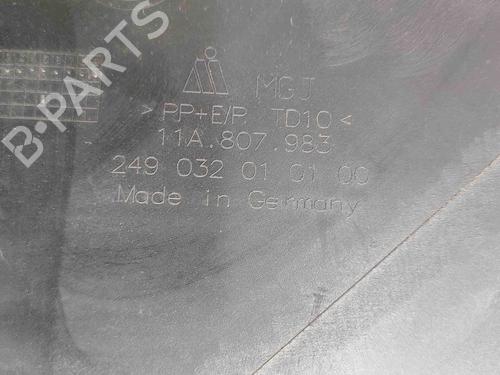 B-PARTS
MGJ
>PP+E/P TD10<
11A.807.983
249 032 01 01 00
Made in Germany